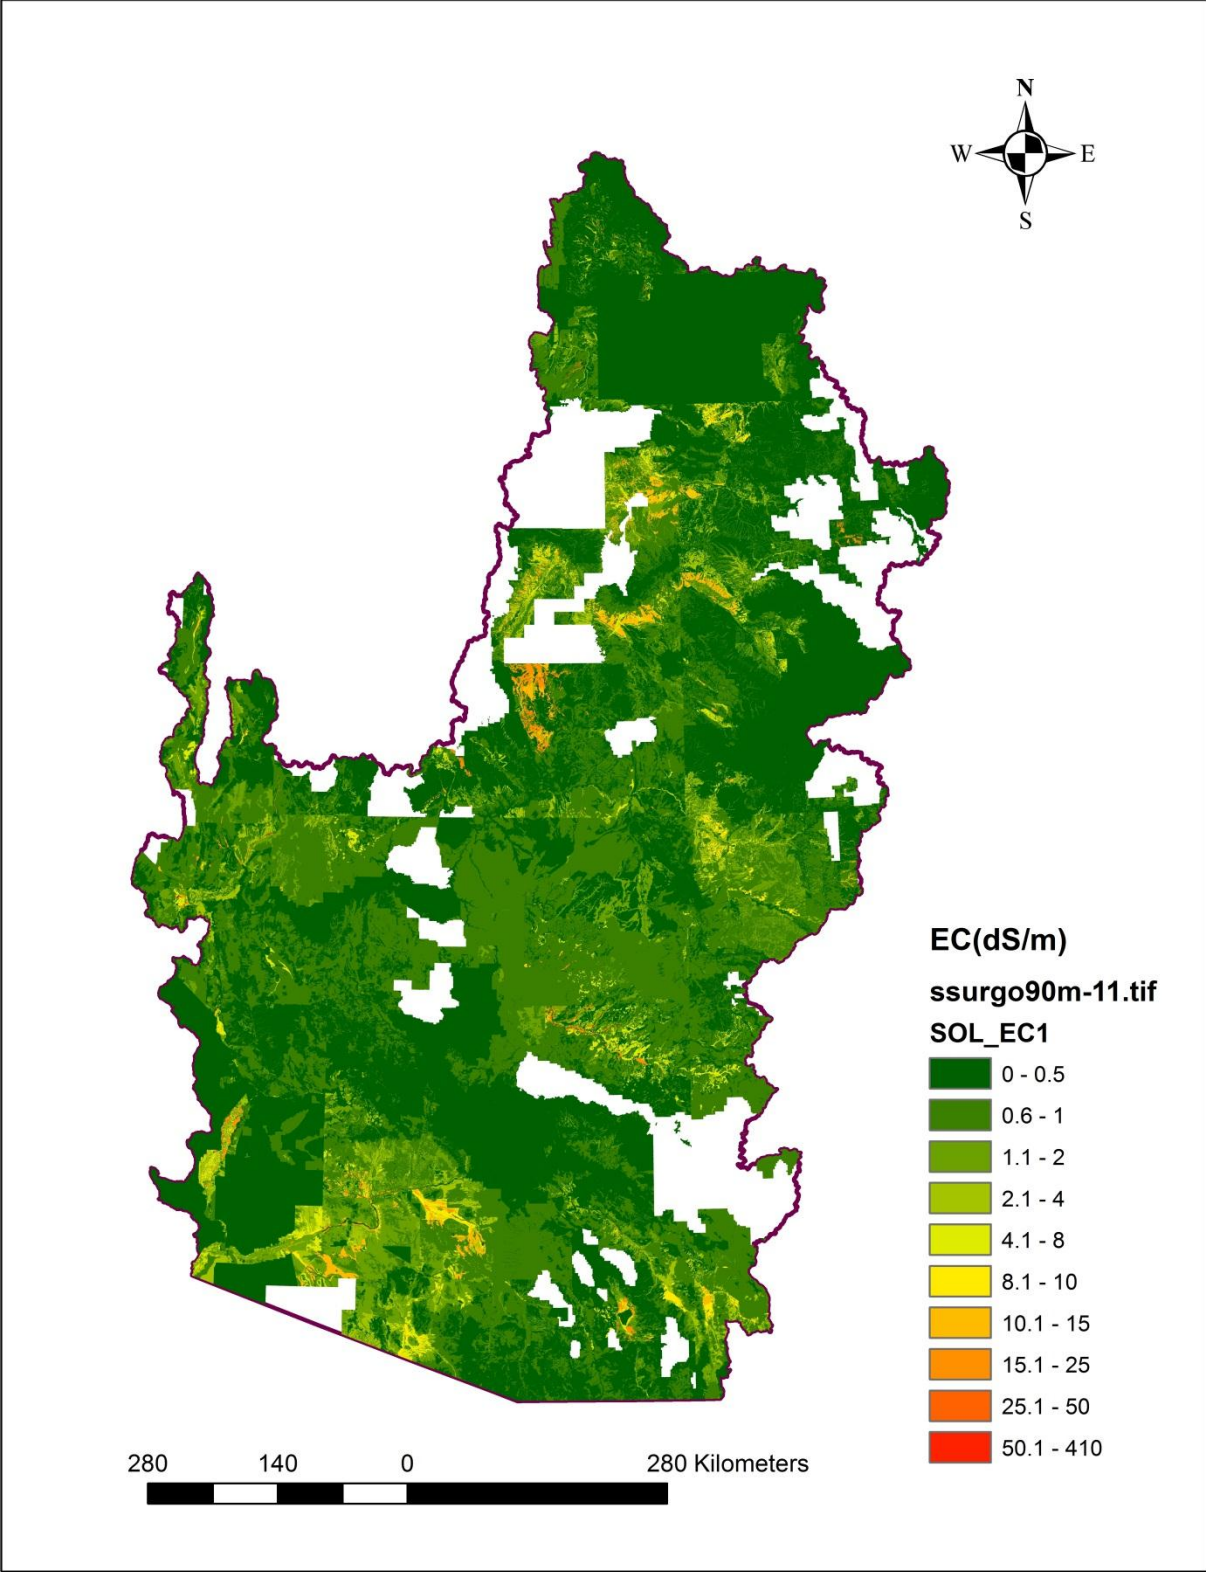 N
W E
S
EC(dS/m)
ssurgo90m-11.tif
SOL_EC1
0 - 0.5
0.6 - 1
1.1 - 2
2.1 - 4
4.1 - 8
8.1 - 10
10.1 - 15
15.1 - 25
25.1 - 50
50.1 - 410
280 140 0 280 Kilometers